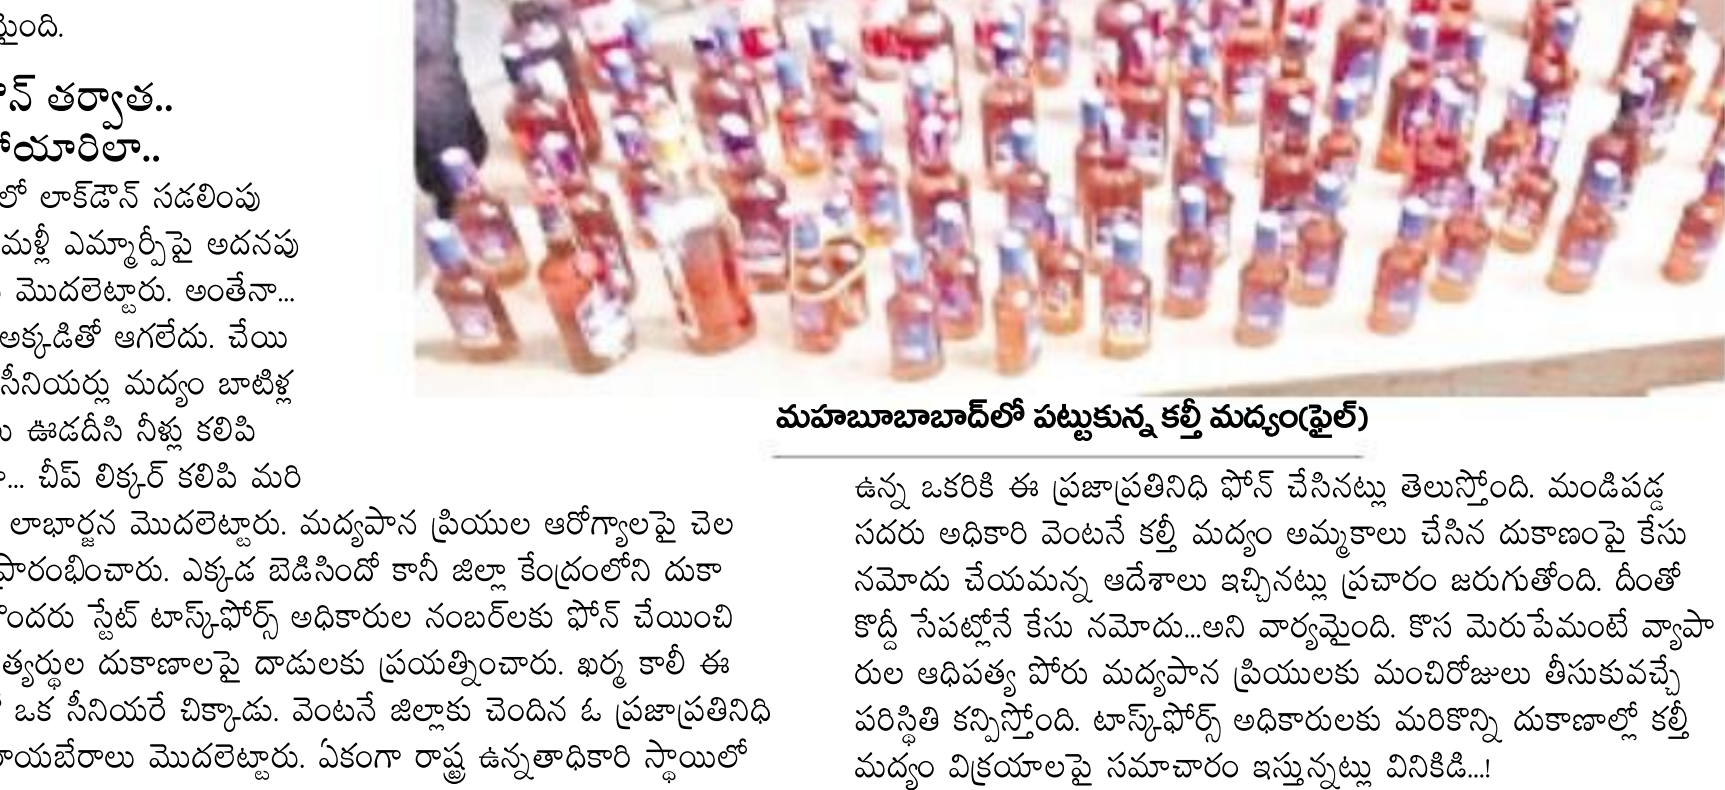 మైంది.
తర్వాత..
లో లాక్‌డౌన్ సడలింపు
మళ్లీ ఎమ్మార్పీపై అదనపు
మొదలెట్టారు. అంతేనా...
అక్కడితో ఆగలేదు. చేయి
సీనియర్లు మద్యం బాటిళ్ల
ఊడదీసి నీళ్లు కలిపి
... చీప్ లిక్కర్ కలిపి మరి
లాభార్జన మొదలెట్టారు. మద్యపాన ప్రియుల ఆరోగ్యాలపై చెల
ప్రారంభించారు. ఎక్కడ బెడిసిందో కానీ జిల్లా కేంద్రంలోని దుకా
స్టేట్ టాస్క్‌ఫోర్స్ అధికారుల నంబర్‌లకు ఫోన్ చేయించి
త్యర్థుల దుకాణాలపై దాడులకు ప్రయత్నించారు. ఖర్మ కాలీ ఈ
ఒక సీనియరే చిక్కాడు. వెంటనే జిల్లాకు చెందిన ఓ ప్రజాప్రతినిధి
మొదలెట్టారు. ఏకంగా రాష్ట్ర ఉన్నతాధికారి స్థాయిలో
మహబూబాబాద్‌లో పట్టుకున్న కల్తీ మద్యం(ఫైల్)
ఉన్న ఒకరికి ఈ ప్రజాప్రతినిధి ఫోన్ చేసినట్లు తెలుస్తోంది. మండిపడ్డ
సదరు అధికారి వెంటనే కల్తీ మద్యం అమ్మకాలు చేసిన దుకాణంపై కేసు
నమోదు చేయమన్న ఆదేశాలు ఇచ్చినట్లు ప్రచారం జరుగుతోంది. దీంతో
కొద్దీ సేపట్లోనే కేసు నమోదు...అని వార్యమైంది. కొస మెరుపేమంటే వ్యాపా
రుల ఆధిపత్య పోరు మద్యపాన ప్రియులకు మంచిరోజులు తీసుకువచ్చే
పరిస్థితి కన్పిస్తోంది. టాస్క్‌ఫోర్స్ అధికారులకు మరికొన్ని దుకాణాల్లో కల్తీ
మద్యం విక్రయాలపై సమాచారం ఇస్తున్నట్లు వినికిడి...!